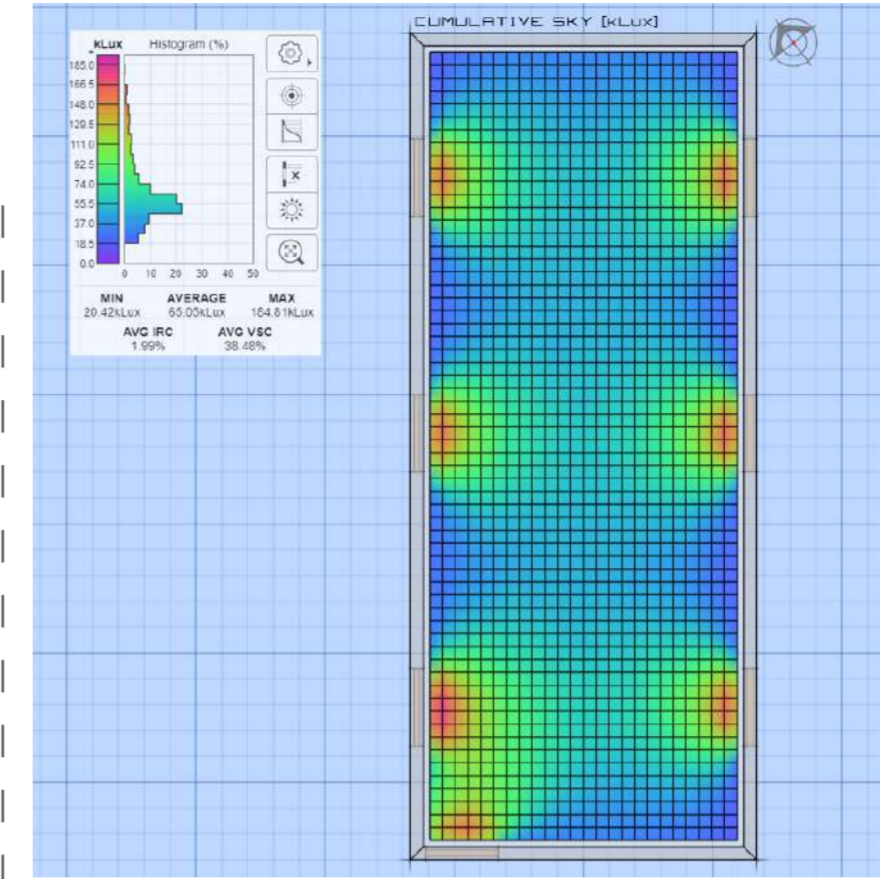 CUMULATIVE SKY [kLux]
kLux Histogram (%)
185.0
166.5
148.0
129.5
111.0
92.5
74.0
55.5
37.0
18.5
0.0
0 10 20 30 40 50
MIN AVERAGE MAX
20.42kLux 65.05kLux 164.81kLux
AVG IRC AVG VSC
1.99% 38.48%